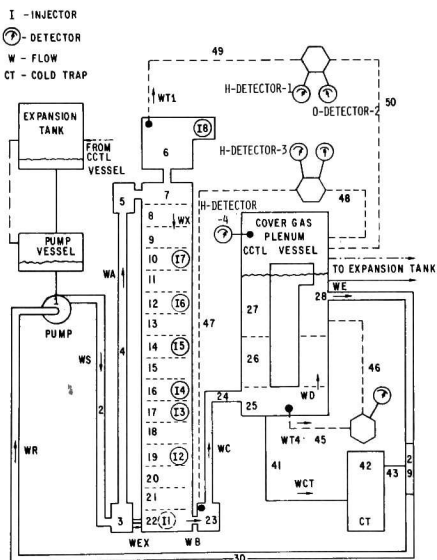 I - INJECTOR
- DETECTOR
W - FLOW
CT - COLD TRAP
49
WT1
H-DETECTOR-1
O-DETECTOR-2
50
EXPANSION
TANK
FROM
CCTL
VESSEL
I8
6
H-DETECTOR-3
48
5
7
8
WX
H-DETECTOR
-4
COVER GAS
PLENUM
CCTL VESSEL
PUMP
VESSEL
9
10
I7
WA
11
TO EXPANSION TANK
WE
28
12
I6
27
PUMP
13
47
WS
4
14
I5
15
26
46
2
16
I4
17
I3
24
25
WD
18
WR
WC
WT4
45
19
I2
41
20
42
43
2
9
21
WCT
3
22
I1
23
CT
WEX
WB
30